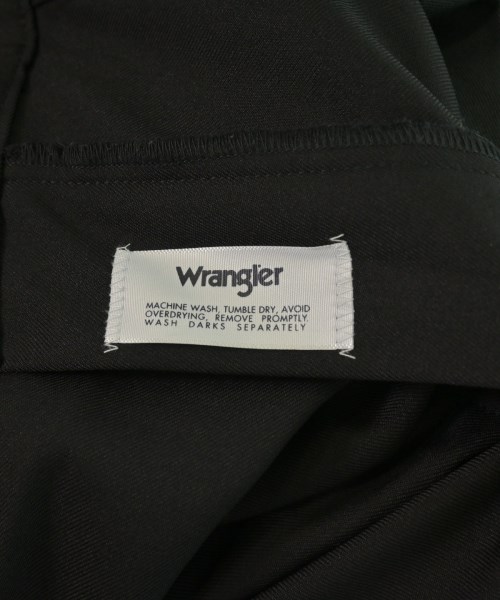 Wrangler
MACHINE WASH, TUMBLE DRY, AVOID
OVERDRYING, REMOVE PROMPTLY.
WASH DARKS SEPARATELY